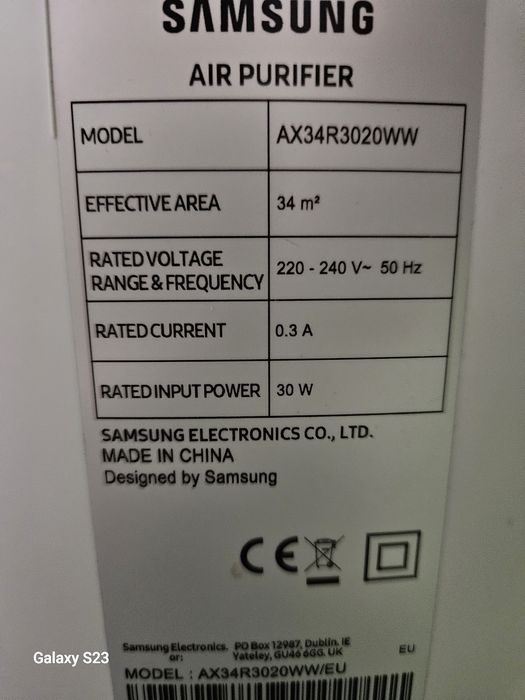 SAMSUNG
AIR PURIFIER
MODEL AX34R3020WW
EFFECTIVE AREA 34 m²
RATED VOLTAGE
RANGE & FREQUENCY 220 - 240 V~ 50 Hz
RATED CURRENT 0.3 A
RATED INPUT POWER 30 W
SAMSUNG ELECTRONICS CO., LTD.
MADE IN CHINA
Designed by Samsung
CE
Samsung Electronics. PO Box 12987, Dublin. IE
or; Yateley, GU46 6GG. UK
EU
MODEL : AX34R3020WW/EU
Galaxy S23